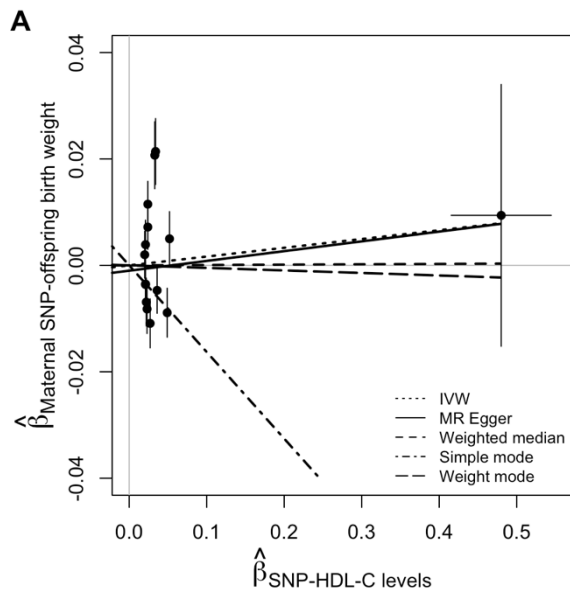 A
0.04
0.02
0.00
-0.02
-0.04
β̂Maternal SNP-offspring birth weight
IVW
MR Egger
Weighted median
Simple mode
Weight mode
0.0 0.1 0.2 0.3 0.4 0.5
β̂SNP-HDL-C levels